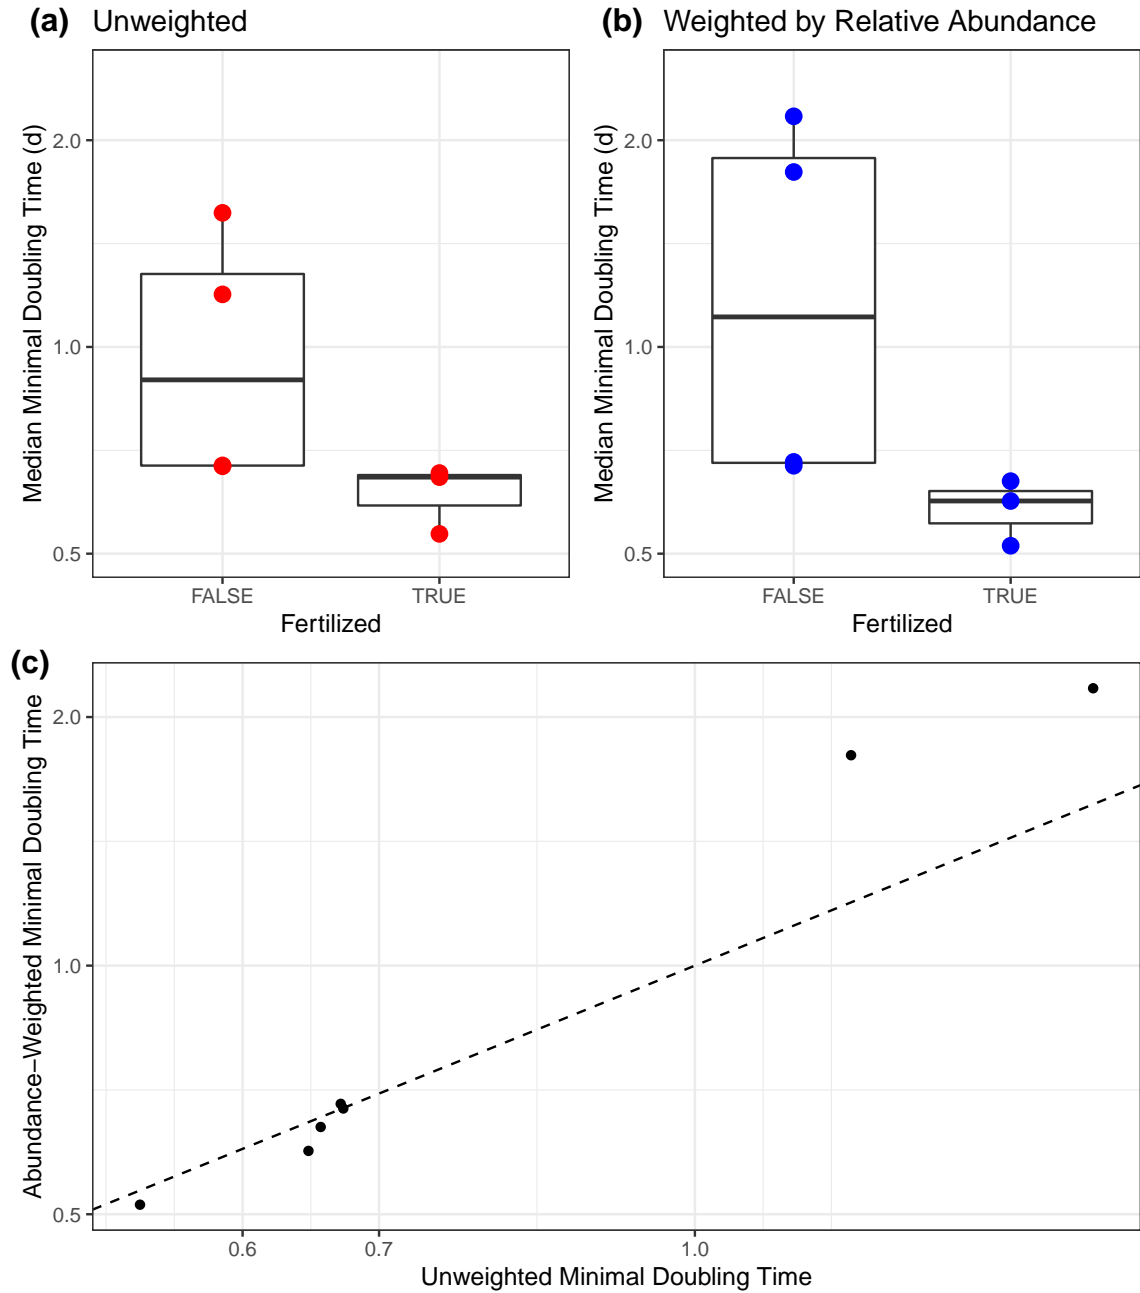 (a) Unweighted
Median Minimal Doubling Time (d)
2.0
1.0
0.5
FALSE TRUE
Fertilized
(b) Weighted by Relative Abundance
Median Minimal Doubling Time (d)
2.0
1.0
0.5
FALSE TRUE
Fertilized
(c)
Abundance−Weighted Minimal Doubling Time
2.0
1.0
0.5
0.6 0.7 1.0
Unweighted Minimal Doubling Time